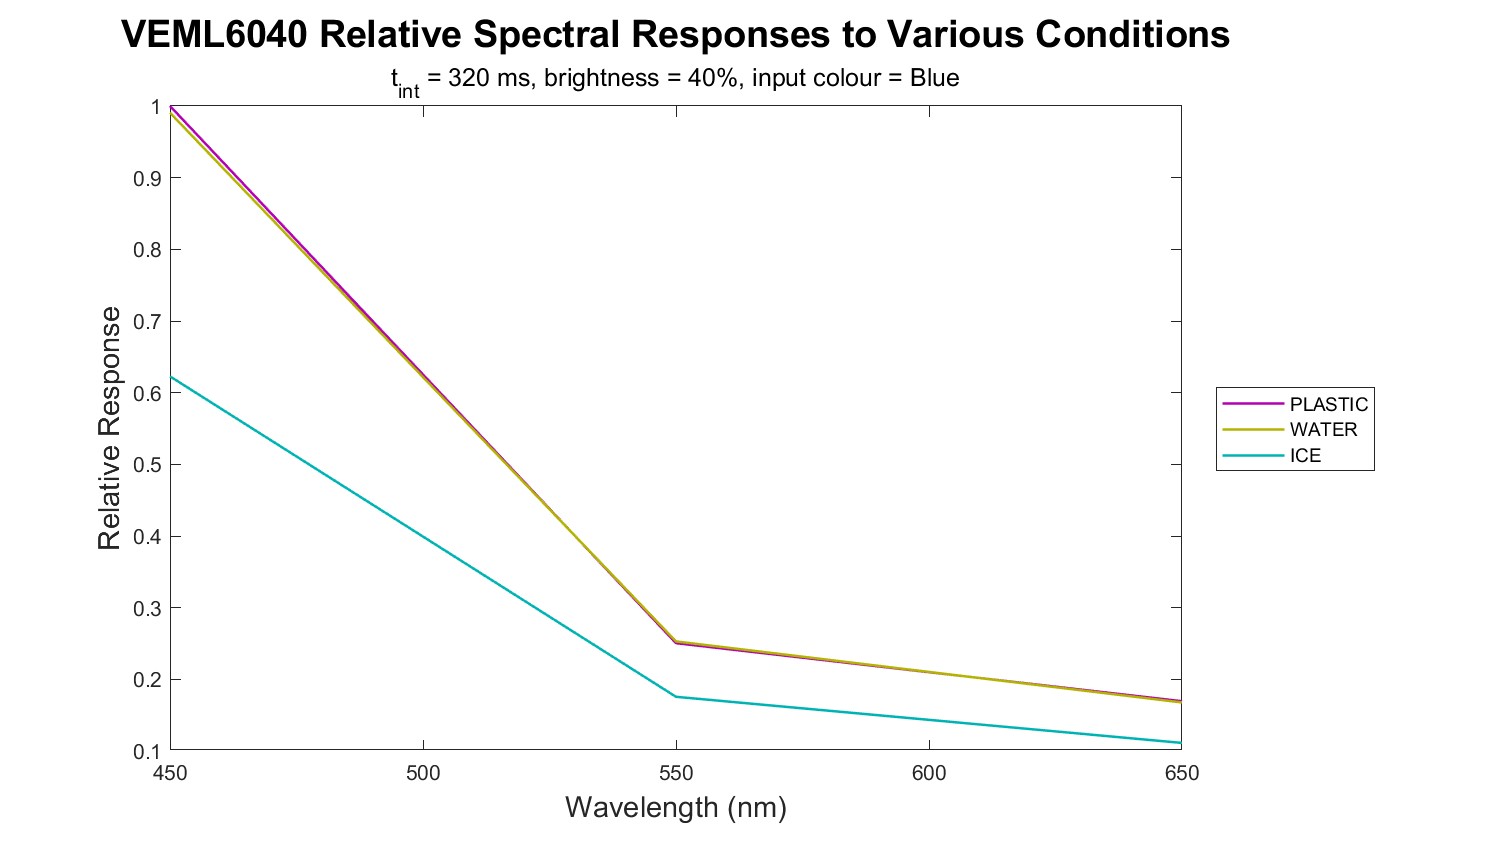 VEML6040 Relative Spectral Responses to Various Conditions
t_int = 320 ms, brightness = 40%, input colour = Blue
1
0.9
0.8
0.7
0.6
0.5
0.4
0.3
0.2
0.1
Relative Response
450 500 550 600 650
Wavelength (nm)
PLASTIC
WATER
ICE